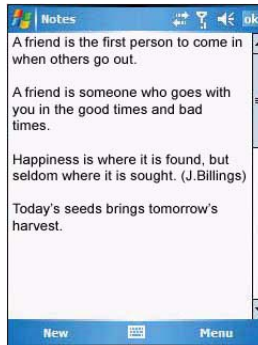 Notes
ok
A friend is the first person to come in
when others go out.
A friend is someone who goes with
you in the good times and bad
times.
Happiness is where it is found, but
seldom where it is sought. (J.Billings)
Today's seeds brings tomorrow's
harvest.
New
Menu